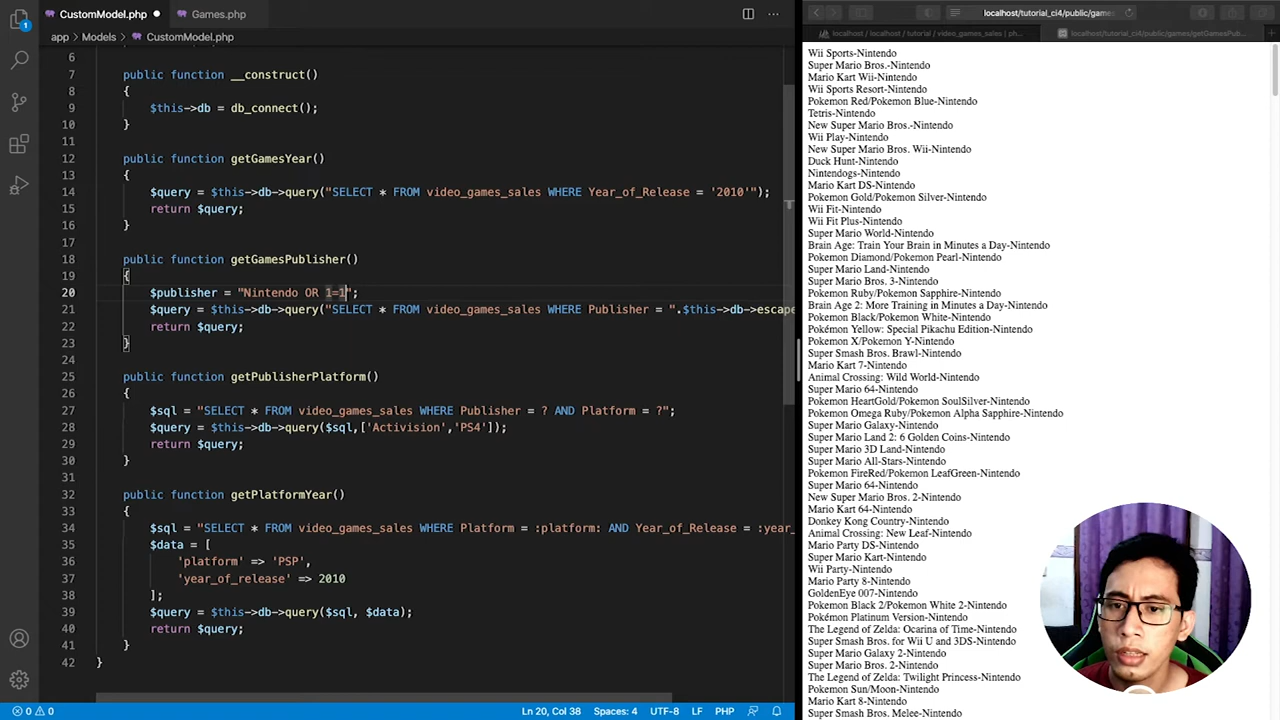 CustomModel.php
Games.php
app > Models > CustomModel.php
6
7 public function __construct()
8 {
9 $this->db = db_connect();
10 }
11
12 public function getGamesYear()
13 {
14 $query = $this->db->query("SELECT * FROM video_games_sales WHERE Year_of_Release = '2010'");
15 return $query;
16 }
17
18 public function getGamesPublisher()
19 {
20 $publisher = "Nintendo OR 1=1";
21 $query = $this->db->query("SELECT * FROM video_games_sales WHERE Publisher = ".$this->db->escape
22 return $query;
23 }
24
25 public function getPublisherPlatform()
26 {
27 $sql = "SELECT * FROM video_games_sales WHERE Publisher = ? AND Platform = ?";
28 $query = $this->db->query($sql,['Activision','PS4']);
29 return $query;
30 }
31
32 public function getPlatformYear()
33 {
34 $sql = "SELECT * FROM video_games_sales WHERE Platform = :platform: AND Year_of_Release = :year_
35 $data = [
36 'platform' => 'PSP',
37 'year_of_release' => 2010
38 ];
39 $query = $this->db->query($sql, $data);
40 return $query;
41 }
42 }
1
0 0
Ln 20, Col 38
Spaces: 4
UTF-8
LF
PHP
localhost/tutorial_ci4/public/game
localhost / localhost / tutorial / video_games_sales | ph...
localhost/tutorial_ci4/public/games/getGamesPub...
Wii Sports-Nintendo
Super Mario Bros.-Nintendo
Mario Kart Wii-Nintendo
Wii Sports Resort-Nintendo
Pokemon Red/Pokemon Blue-Nintendo
Tetris-Nintendo
New Super Mario Bros.-Nintendo
Wii Play-Nintendo
New Super Mario Bros. Wii-Nintendo
Duck Hunt-Nintendo
Nintendogs-Nintendo
Mario Kart DS-Nintendo
Pokemon Gold/Pokemon Silver-Nintendo
Wii Fit-Nintendo
Wii Fit Plus-Nintendo
Super Mario World-Nintendo
Brain Age: Train Your Brain in Minutes a Day-Nintendo
Pokemon Diamond/Pokemon Pearl-Nintendo
Super Mario Land-Nintendo
Super Mario Bros. 3-Nintendo
Pokemon Ruby/Pokemon Sapphire-Nintendo
Brain Age 2: More Training in Minutes a Day-Nintendo
Pokemon Black/Pokemon White-Nintendo
Pokémon Yellow: Special Pikachu Edition-Nintendo
Pokemon X/Pokemon Y-Nintendo
Super Smash Bros. Brawl-Nintendo
Mario Kart 7-Nintendo
Animal Crossing: Wild World-Nintendo
Super Mario 64-Nintendo
Pokemon HeartGold/Pokemon SoulSilver-Nintendo
Pokemon Omega Ruby/Pokemon Alpha Sapphire-Nintendo
Super Mario Galaxy-Nintendo
Super Mario Land 2: 6 Golden Coins-Nintendo
Super Mario 3D Land-Nintendo
Super Mario All-Stars-Nintendo
Pokemon FireRed/Pokemon LeafGreen-Nintendo
Super Mario 64-Nintendo
New Super Mario Bros. 2-Nintendo
Mario Kart 64-Nintendo
Donkey Kong Country-Nintendo
Animal Crossing: New Leaf-Nintendo
Mario Party DS-Nintendo
Super Mario Kart-Nintendo
Wii Party-Nintendo
Mario Party 8-Nintendo
GoldenEye 007-Nintendo
Pokemon Black 2/Pokemon White 2-Nintendo
Pokémon Platinum Version-Nintendo
The Legend of Zelda: Ocarina of Time-Nintendo
Super Smash Bros. for Wii U and 3DS-Nintendo
Super Mario Galaxy 2-Nintendo
Super Mario Bros. 2-Nintendo
The Legend of Zelda: Twilight Princess-Nintendo
Pokemon Sun/Moon-Nintendo
Mario Kart 8-Nintendo
Super Smash Bros. Melee-Nintendo